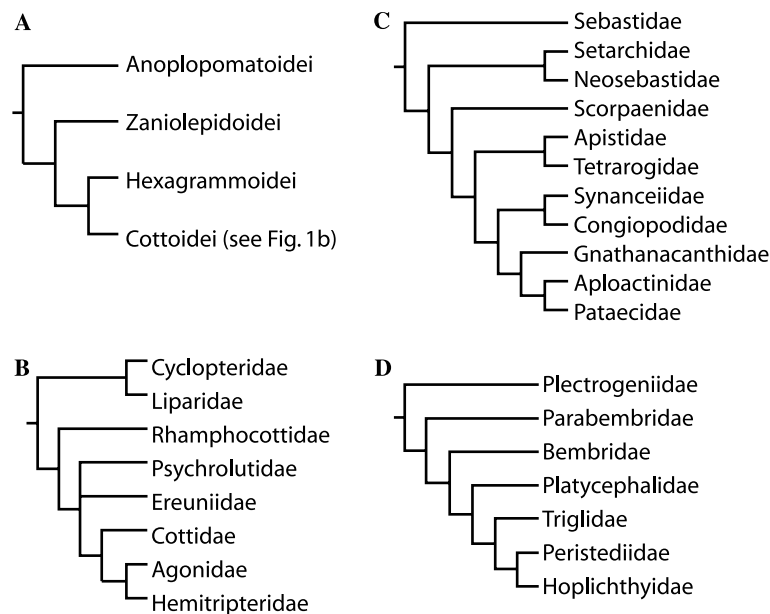 A
Anoplopomatoidei
Zaniolepidoidei
Hexagrammoidei
Cottoidei (see Fig. 1b)
B
Cyclopteridae
Liparidae
Rhamphocottidae
Psychrolutidae
Ereuniidae
Cottidae
Agonidae
Hemitripteridae
C
Sebastidae
Setarchidae
Neosebastidae
Scorpaenidae
Apistidae
Tetrarogidae
Synanceiidae
Congiopodidae
Gnathanacanthidae
Aploactinidae
Pataecidae
D
Plectrogeniidae
Parabembridae
Bembridae
Platycephalidae
Triglidae
Peristediidae
Hoplichthyidae